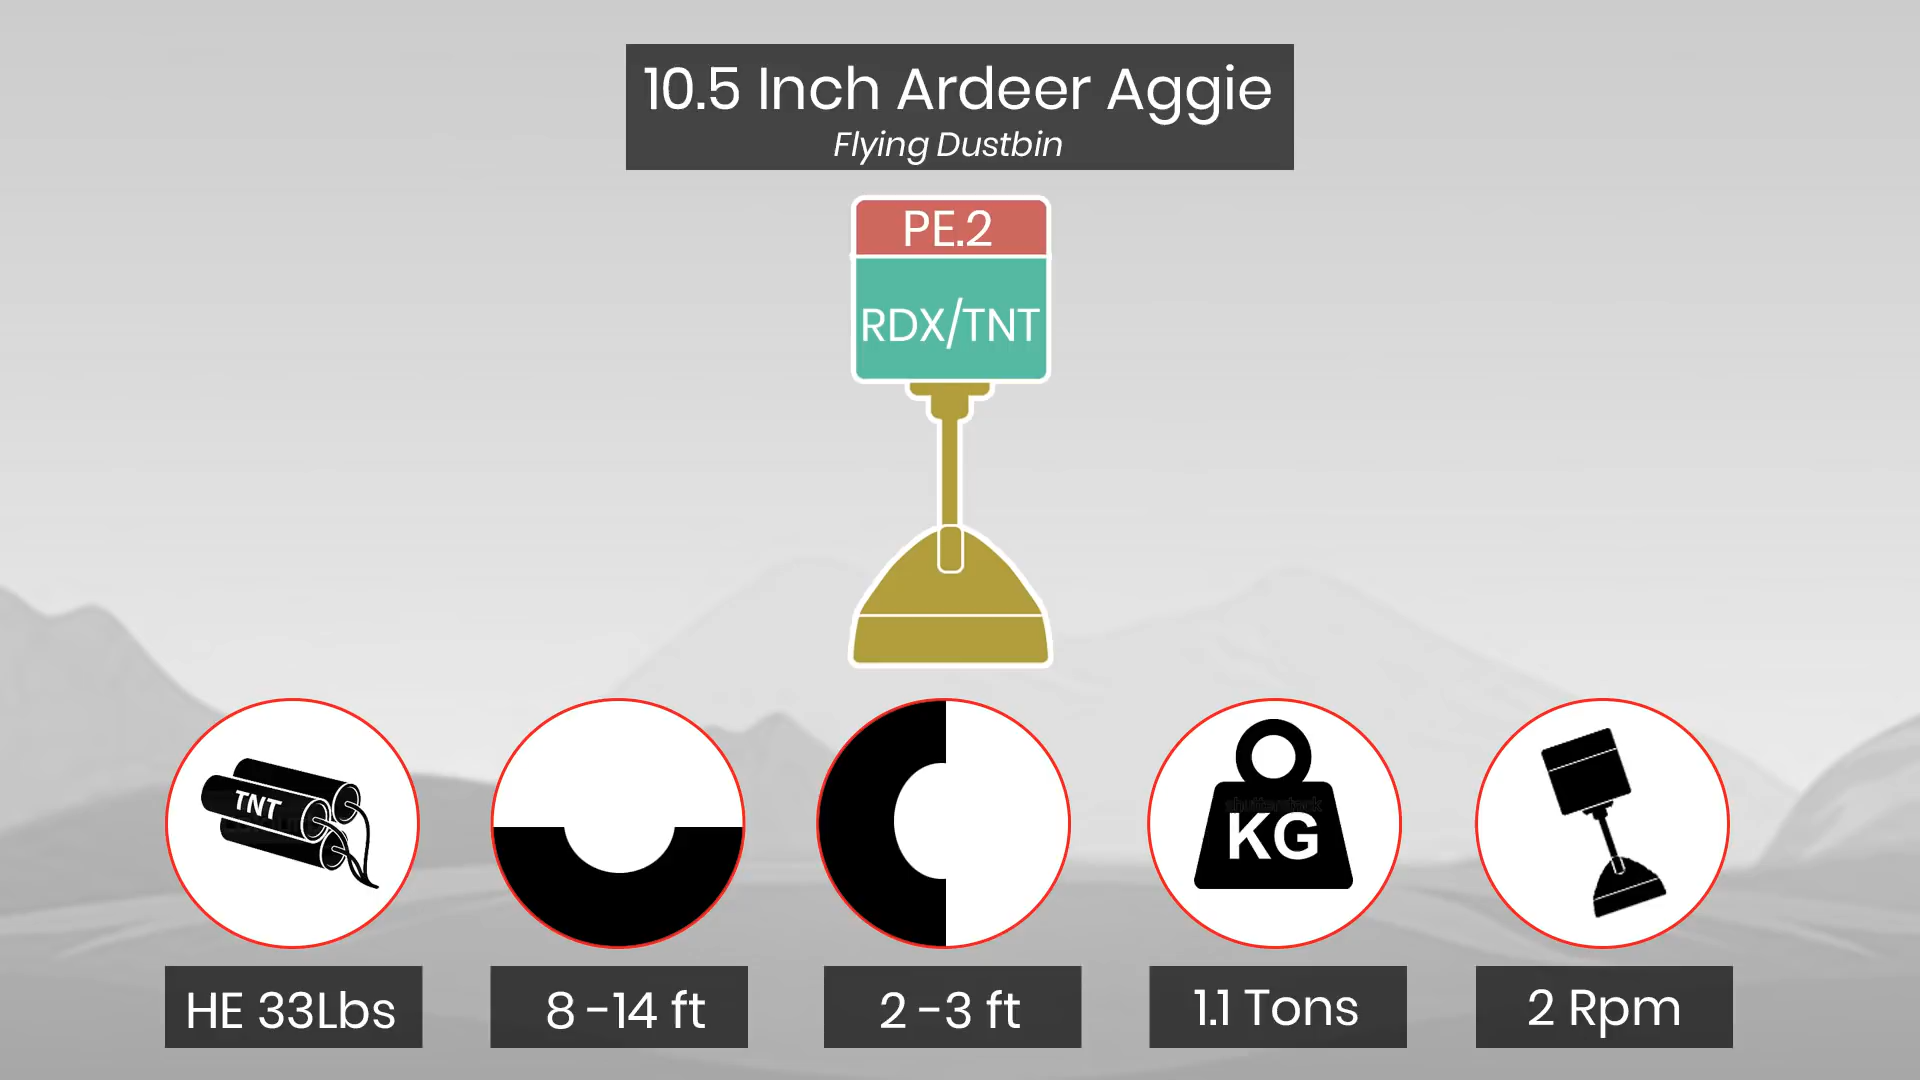 10.5 Inch Ardeer Aggie
Flying Dustbin
PE.2
RDX/TNT
TNT
shutterstock
KG
HE 33Lbs
8 -14 ft
2 -3 ft
1.1 Tons
2 Rpm